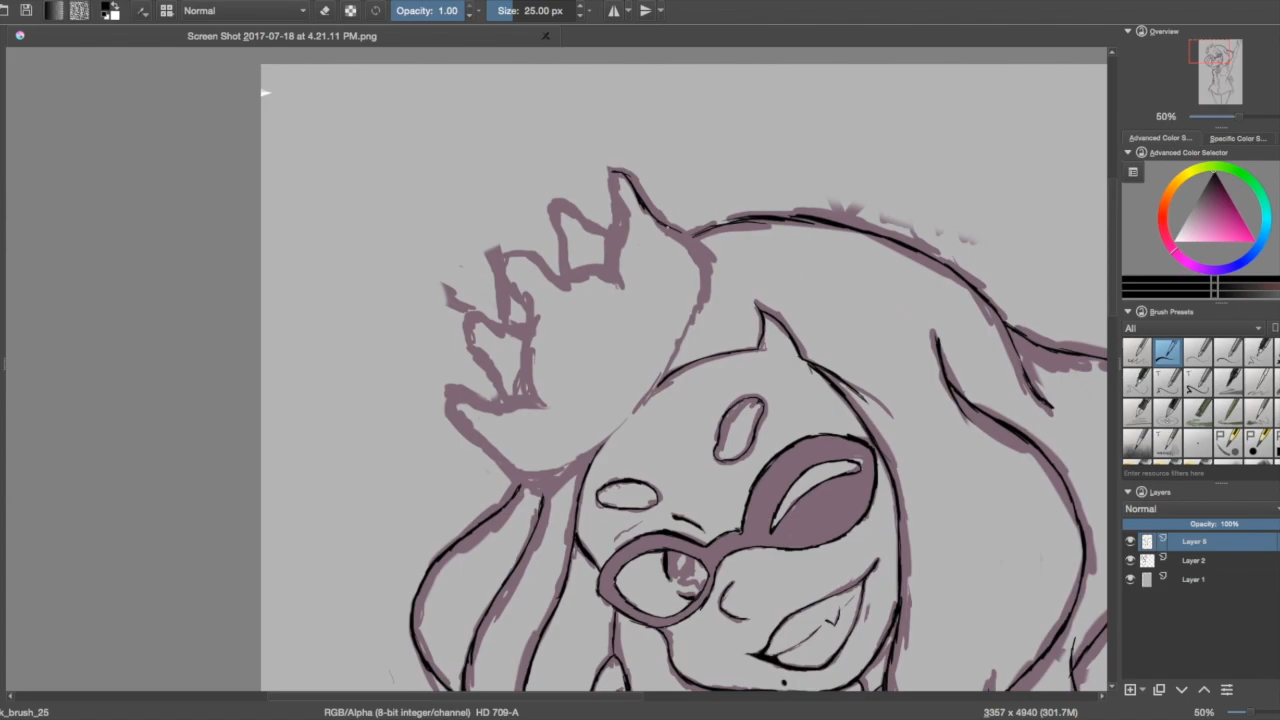 Normal
Opacity: 1.00
Size: 25.00 px
Screen Shot 2017-07-18 at 4.21.11 PM.png
Overview
50%
Advanced Color S...
Specific Color S...
Advanced Color Selector
Brush Presets
All
Enter resource filters here
Layers
Normal
Opacity: 100%
Layer 5
Layer 2
Layer 1
k_brush_25
RGB/Alpha (8-bit integer/channel) HD 709-A
3357 x 4940 (301.7M)
50%